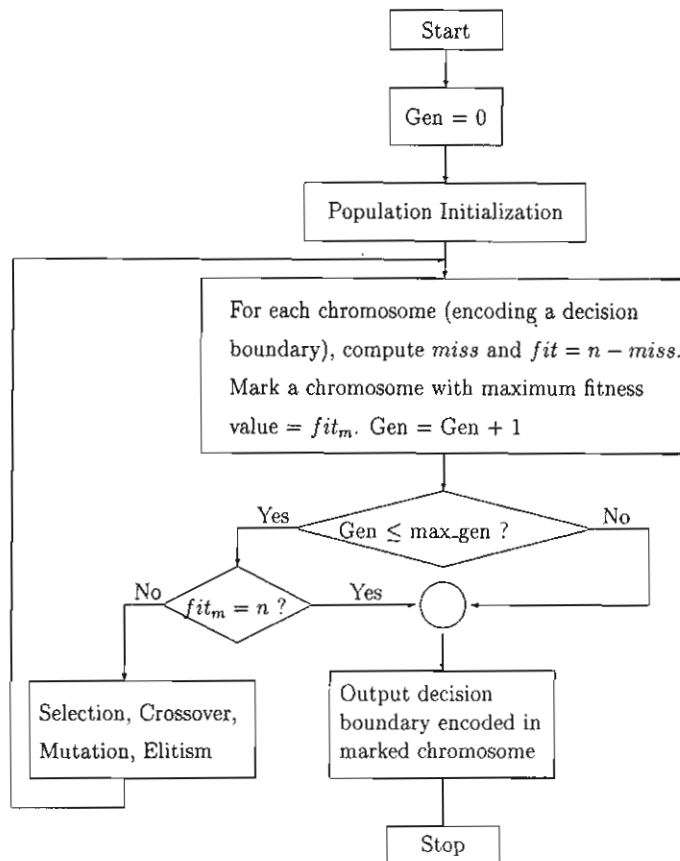 Start
Gen = 0
Population Initialization
For each chromosome (encoding a decision
boundary), compute miss and fit = n − miss.
Mark a chromosome with maximum fitness
value = fit_m. Gen = Gen + 1
Yes
Gen ≤ max_gen ?
No
No
fit_m = n ?
Yes
Selection, Crossover,
Mutation, Elitism
Output decision
boundary encoded in
marked chromosome
Stop